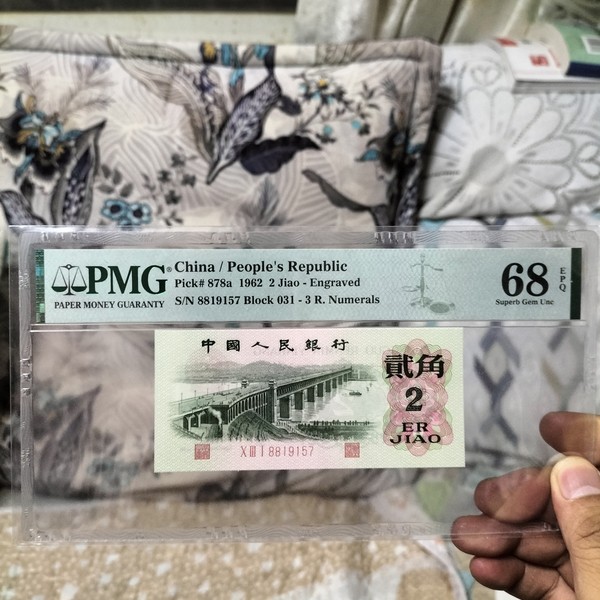 PMG
PAPER MONEY GUARANTY
China / People's Republic
Pick# 878a 1962 2 Jiao - Engraved
S/N 8819157 Block 031 - 3 R. Numerals
68 EPQ
Superb Gem Unc
中國人民銀行
貳角
2
ER
JIAO
X III I 8819157